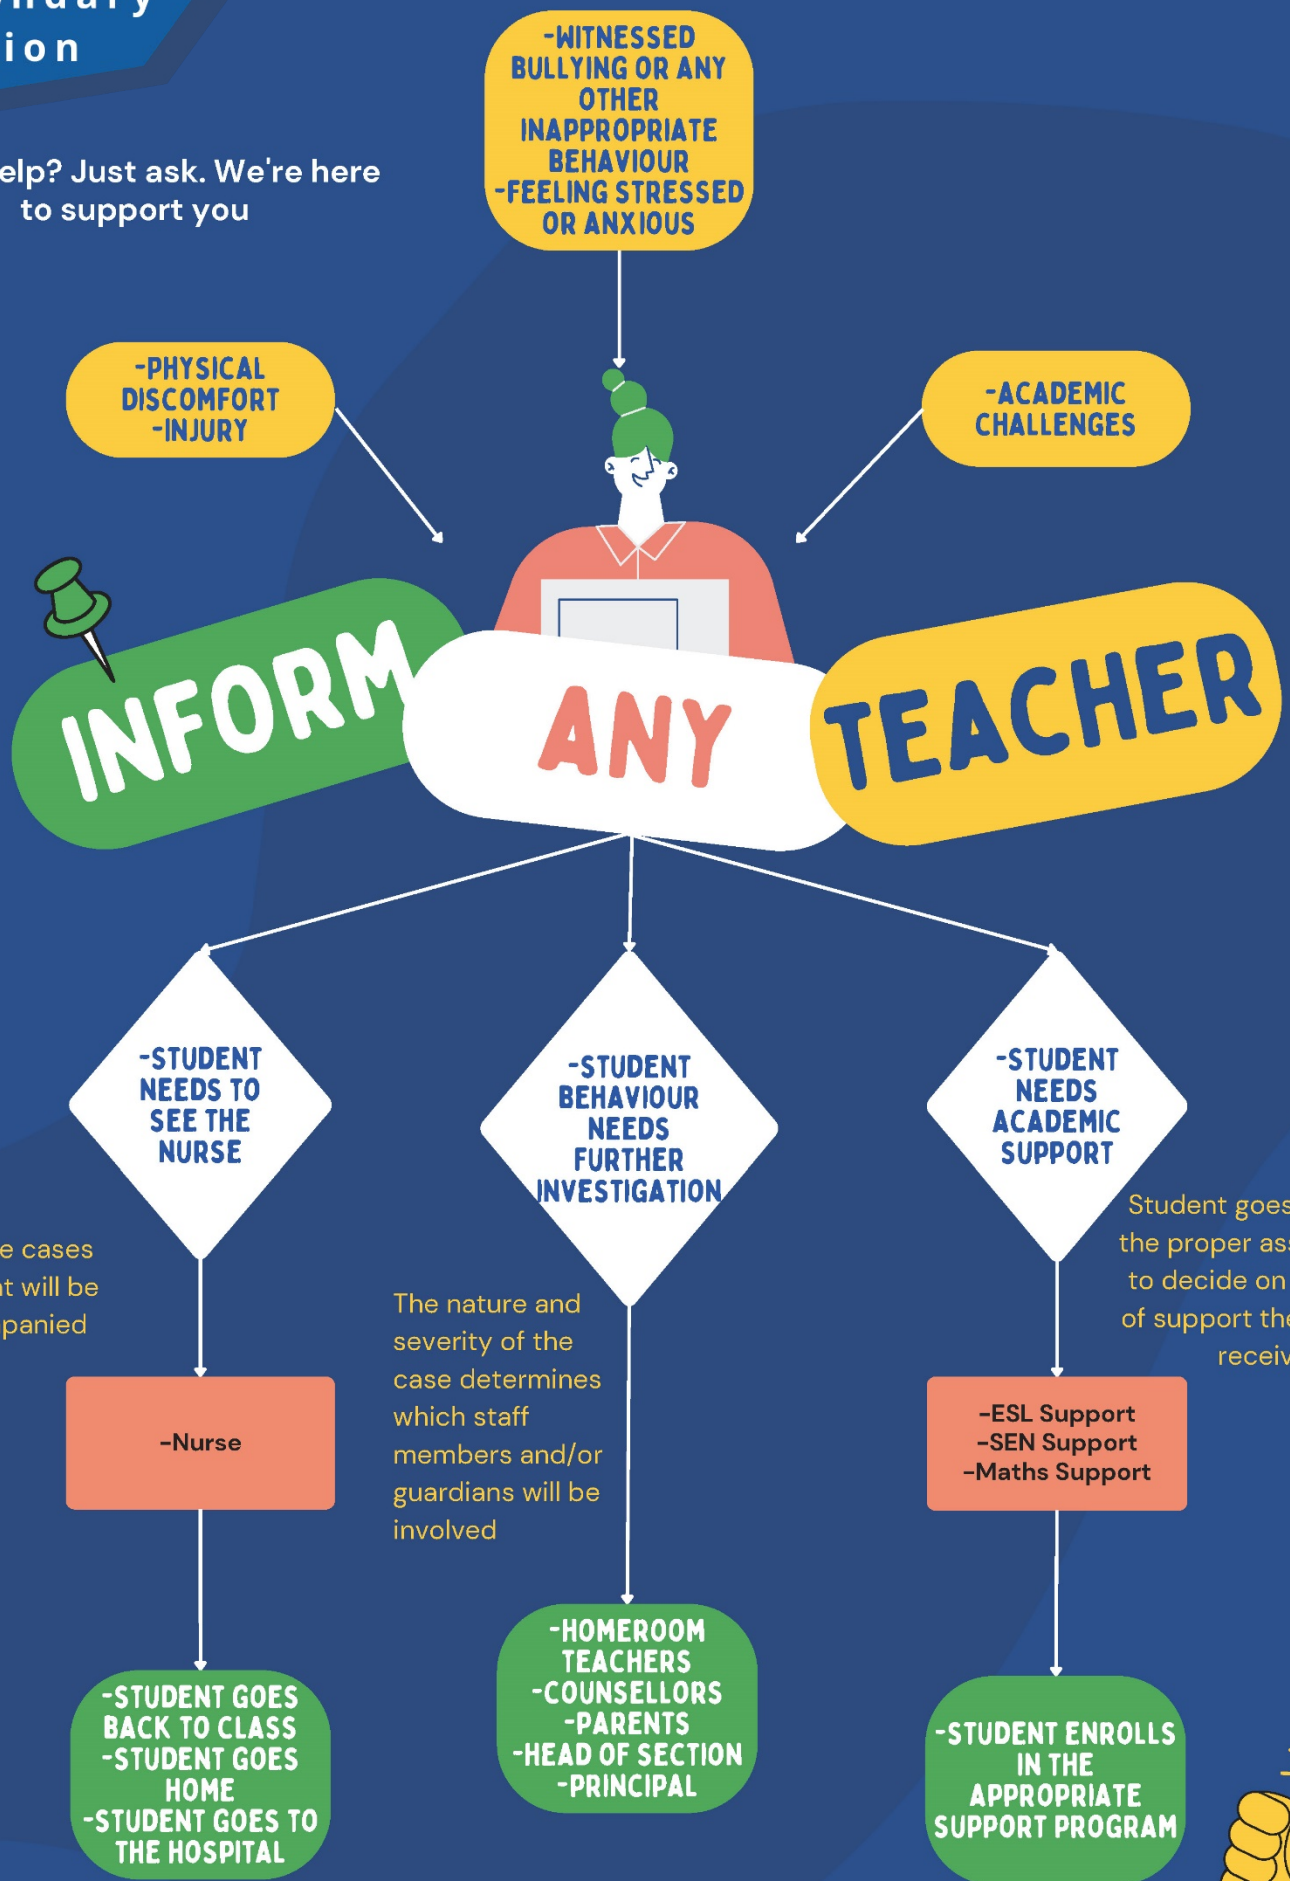 ion
elp? Just ask. We're here
to support you
-WITNESSED
BULLYING OR ANY
OTHER
INAPPROPRIATE
BEHAVIOUR
-FEELING STRESSED
OR ANXIOUS
-PHYSICAL
DISCOMFORT
-INJURY
-ACADEMIC
CHALLENGES
INFORM
ANY
TEACHER
-STUDENT
NEEDS TO
SEE THE
NURSE
-STUDENT
BEHAVIOUR
NEEDS
FURTHER
INVESTIGATION
-STUDENT
NEEDS
ACADEMIC
SUPPORT
e cases
t will be
panied
The nature and
severity of the
case determines
which staff
members and/or
guardians will be
involved
Student goes
the proper ass
to decide on
of support the
receiv
-Nurse
-ESL Support
-SEN Support
-Maths Support
-STUDENT GOES
BACK TO CLASS
-STUDENT GOES
HOME
-STUDENT GOES TO
THE HOSPITAL
-HOMEROOM
TEACHERS
-COUNSELLORS
-PARENTS
-HEAD OF SECTION
-PRINCIPAL
-STUDENT ENROLLS
IN THE
APPROPRIATE
SUPPORT PROGRAM